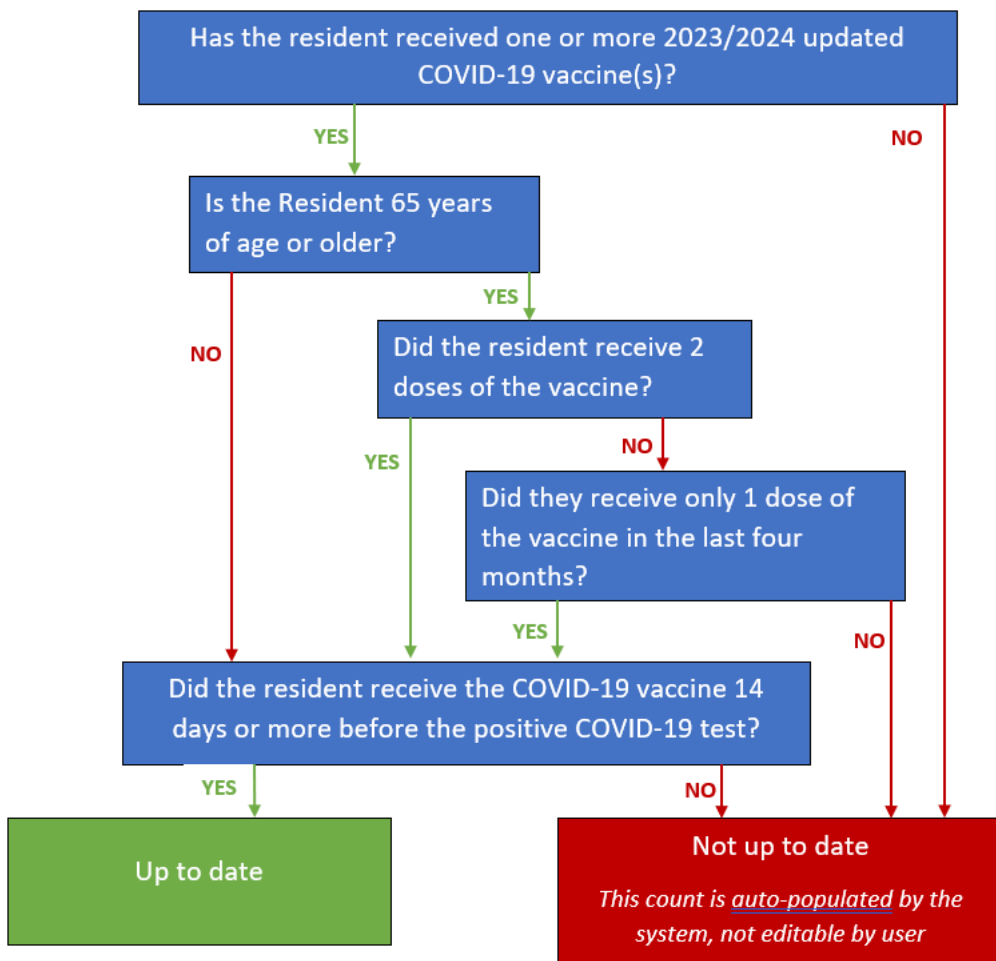 Has the resident received one or more 2023/2024 updated
COVID-19 vaccine(s)?
YES
NO
Is the Resident 65 years
of age or older?
YES
NO
Did the resident receive 2
doses of the vaccine?
YES
NO
Did they receive only 1 dose of
the vaccine in the last four
months?
YES
NO
Did the resident receive the COVID-19 vaccine 14
days or more before the positive COVID-19 test?
YES
NO
Up to date
Not up to date
This count is auto-populated by the
system, not editable by user